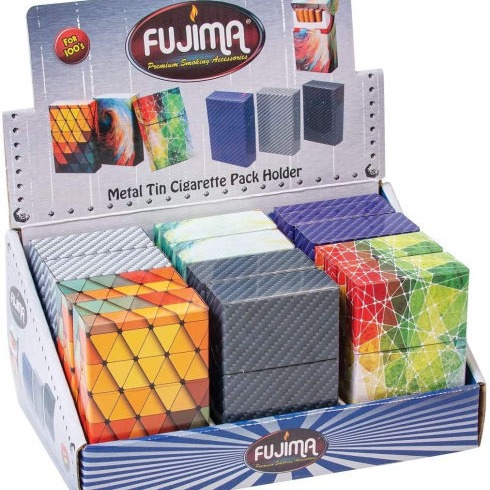 FOR
100's
FUJIMA®
Premium Smoking Accessories
Metal Tin Cigarette Pack Holder
FUJIMA
FUJIMA
Premium Smoking Accessories